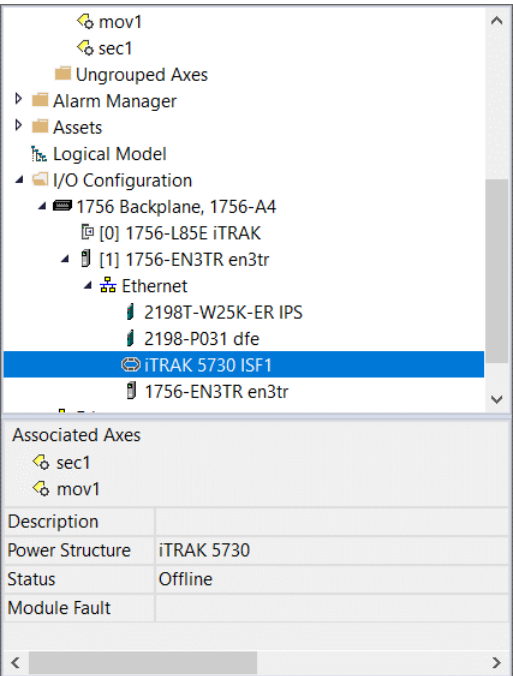 mov1
sec1
Ungrouped Axes
Alarm Manager
Assets
Logical Model
I/O Configuration
1756 Backplane, 1756-A4
[0] 1756-L85E iTRAK
[1] 1756-EN3TR en3tr
Ethernet
2198T-W25K-ER IPS
2198-P031 dfe
iTRAK 5730 ISF1
1756-EN3TR en3tr
Associated Axes
sec1
mov1
Description
Power Structure iTRAK 5730
Status Offline
Module Fault